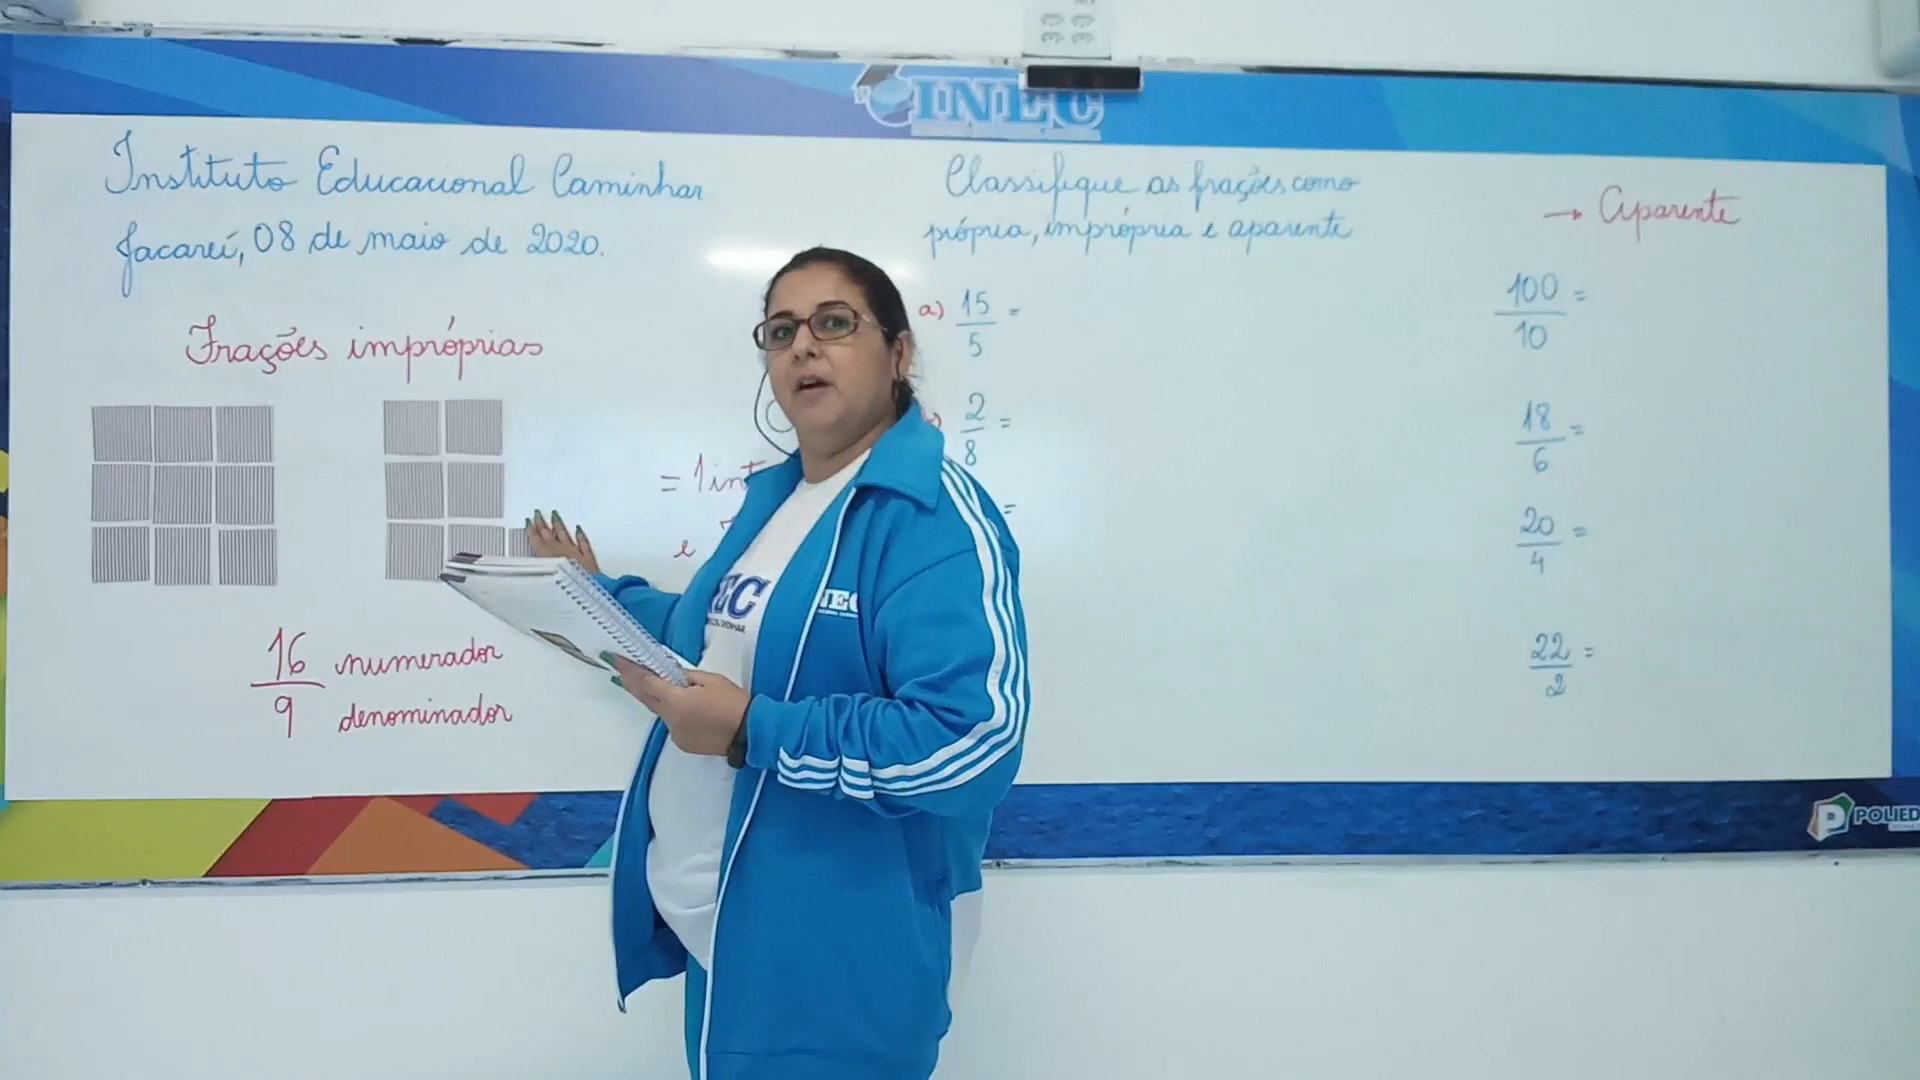 INEC
Instituto Educacional Caminhar
Jacareí, 08 de maio de 2020.
Frações impróprias
= 1 int
e
16 numerador
9 denominador
Classifique as frações como
própria, imprópria e aparente
a) 15/5 =
2/8 =
=
→ Aparente
100/10 =
18/6 =
20/4 =
22/2 =
NEC
POLIED